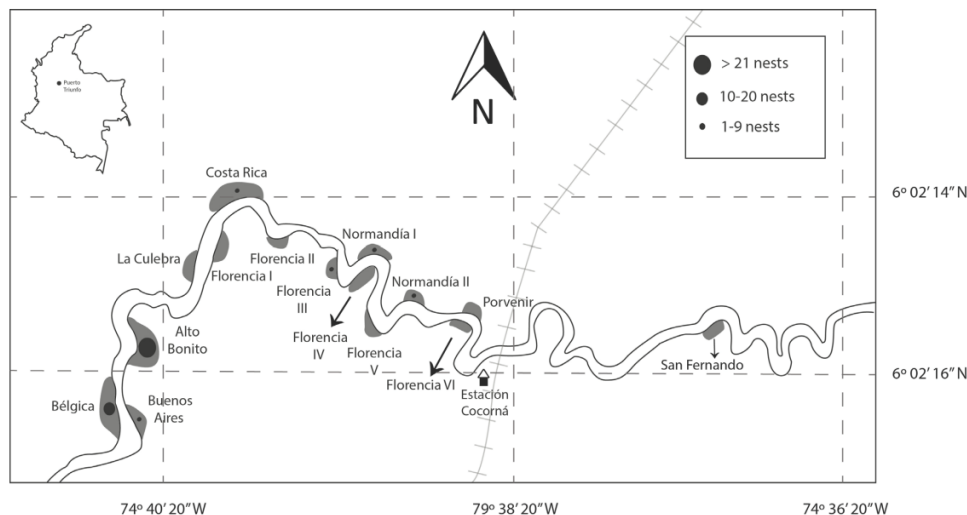 Puerto
Triunfo
N
> 21 nests
10-20 nests
1-9 nests
Costa Rica
6º 02' 14" N
La Culebra
Florencia I
Florencia II
Normandía I
Florencia
III
Normandía II
Porvenir
Florencia
IV
Florencia
V
Florencia VI
Alto
Bonito
San Fernando
6º 02' 16" N
Estación
Cocorná
Bélgica
Buenos
Aires
74º 40' 20" W
79º 38' 20" W
74º 36' 20" W